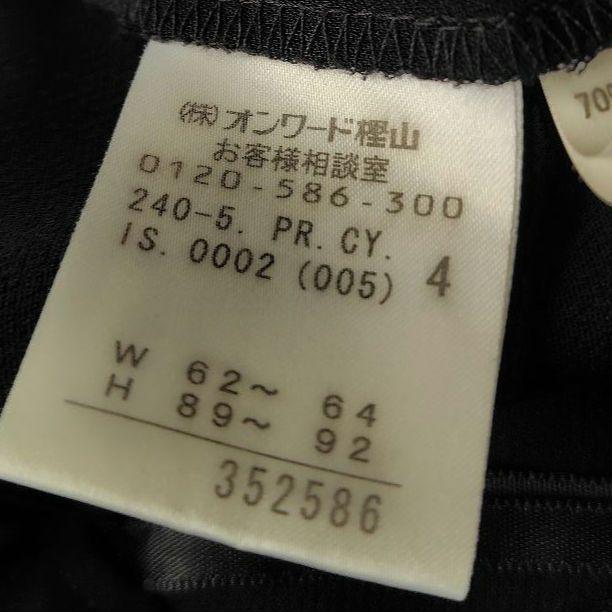 (株)オンワード樫山
お客様相談室
0120-586-300
240-5. PR. CY.
IS. 0002 (005) 4
W 62~ 64
H 89~ 92
352586